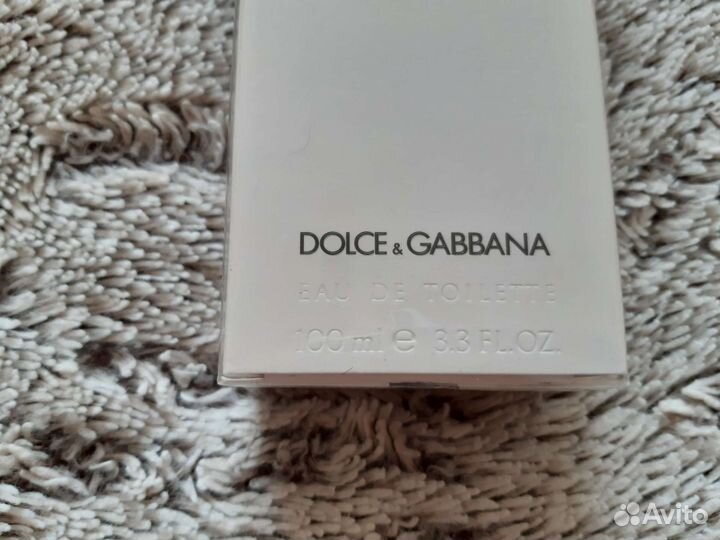 DOLCE & GABBANA
EAU DE TOILETTE
100 ml e 3.3 FL.OZ.
Avito